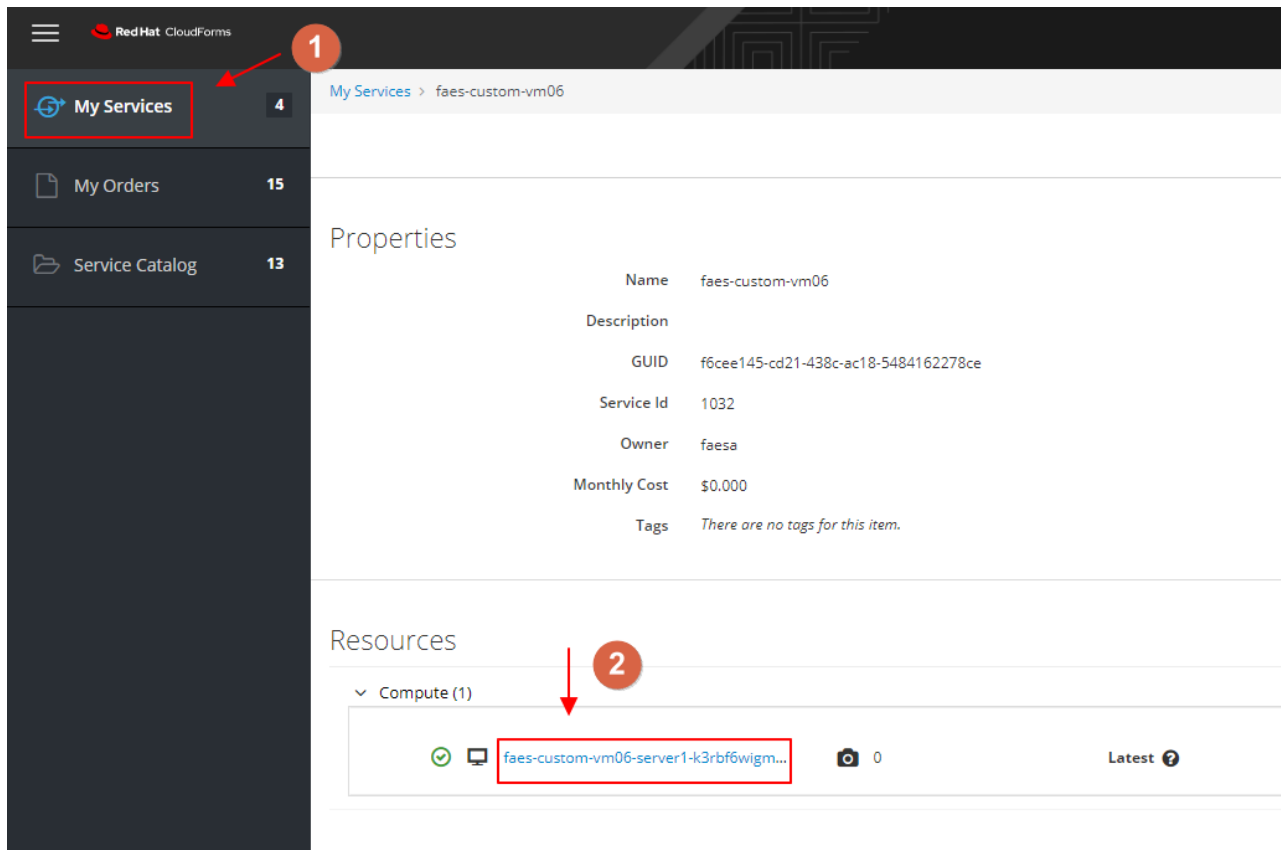 Red Hat CloudForms
1
My Services 4
My Services > faes-custom-vm06
My Orders 15
Service Catalog 13
Properties
Name faes-custom-vm06
Description
GUID f6cee145-cd21-438c-ac18-5484162278ce
Service Id 1032
Owner faesa
Monthly Cost $0.000
Tags There are no tags for this item.
Resources
2
Compute (1)
faes-custom-vm06-server1-k3rbf6wigm... 0 Latest ?